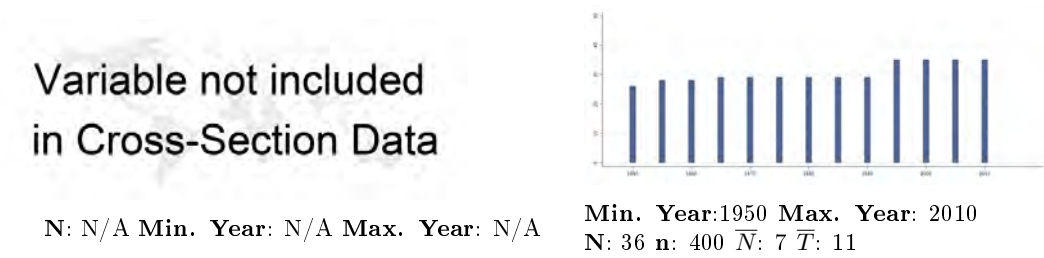 Variable not included
in Cross-Section Data
N: N/A Min. Year: N/A Max. Year: N/A
Min. Year:1950 Max. Year: 2010
N: 36 n: 400 N̅: 7 T̅: 11